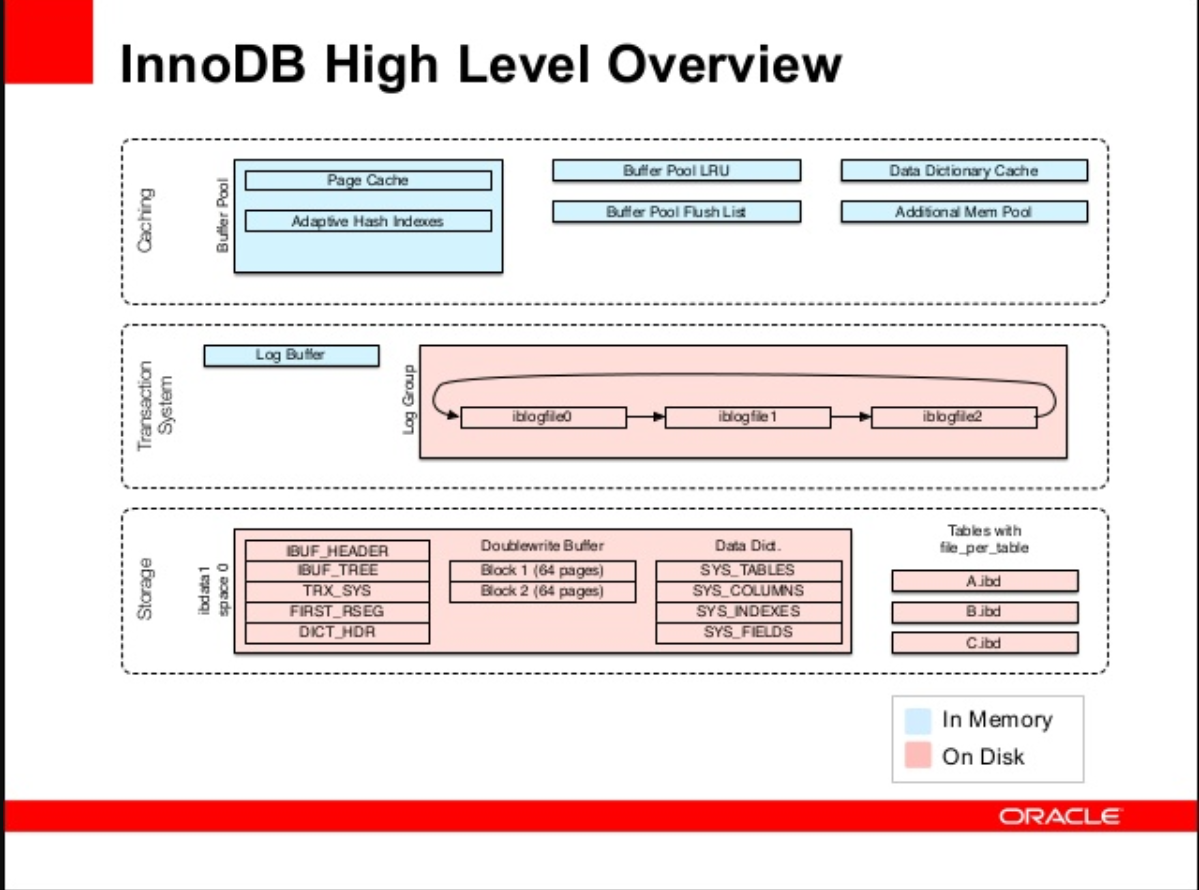 InnoDB High Level Overview
Caching
Buffer Pool
Page Cache
Adaptive Hash Indexes
Buffer Pool LRU
Buffer Pool Flush List
Data Dictionary Cache
Additional Mem Pool
Transaction
System
Log Buffer
Log Group
iblogfile0
iblogfile1
iblogfile2
Storage
ibdata1
space 0
IBUF_HEADER
IBUF_TREE
TRX_SYS
FIRST_RSEG
DICT_HDR
Doublewrite Buffer
Block 1 (64 pages)
Block 2 (64 pages)
Data Dict.
SYS_TABLES
SYS_COLUMNS
SYS_INDEXES
SYS_FIELDS
Tables with
file_per_table
A.ibd
B.ibd
C.ibd
In Memory
On Disk
ORACLE